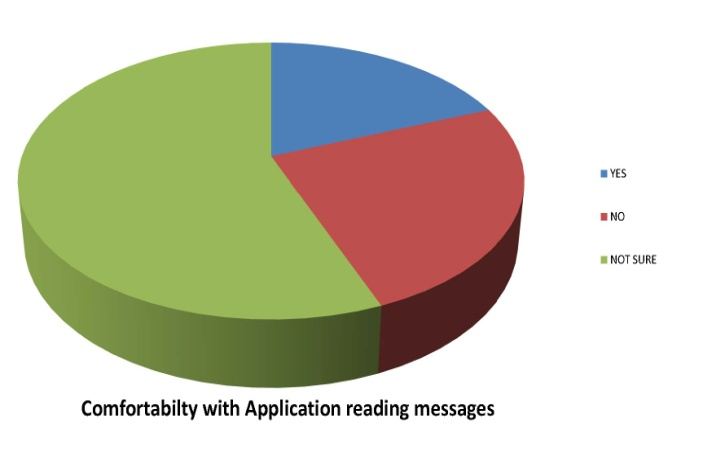 YES
NO
NOT SURE
Comfortabilty with Application reading messages